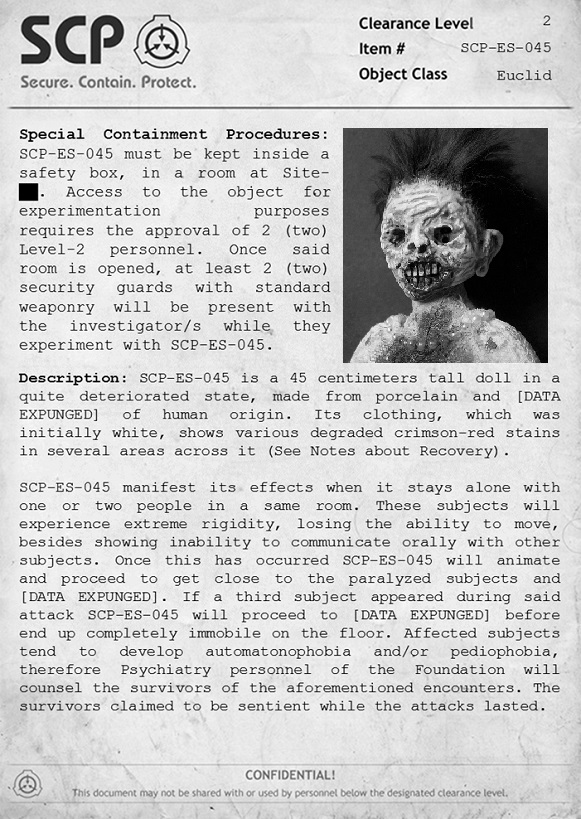 SCP
Secure. Contain. Protect.
Clearance Level 2
Item # SCP-ES-045
Object Class Euclid
Special Containment Procedures:
SCP-ES-045 must be kept inside a
safety box, in a room at Site-
. Access to the object for
experimentation purposes
requires the approval of 2 (two)
Level-2 personnel. Once said
room is opened, at least 2 (two)
security guards with standard
weaponry will be present with
the investigator/s while they
experiment with SCP-ES-045.
Description: SCP-ES-045 is a 45 centimeters tall doll in a
quite deteriorated state, made from porcelain and [DATA
EXPUNGED] of human origin. Its clothing, which was
initially white, shows various degraded crimson-red stains
in several areas across it (See Notes about Recovery).
SCP-ES-045 manifest its effects when it stays alone with
one or two people in a same room. These subjects will
experience extreme rigidity, losing the ability to move,
besides showing inability to communicate orally with other
subjects. Once this has occurred SCP-ES-045 will animate
and proceed to get close to the paralyzed subjects and
[DATA EXPUNGED]. If a third subject appeared during said
attack SCP-ES-045 will proceed to [DATA EXPUNGED] before
end up completely immobile on the floor. Affected subjects
tend to develop automatonophobia and/or pediophobia,
therefore Psychiatry personnel of the Foundation will
counsel the survivors of the aforementioned encounters. The
survivors claimed to be sentient while the attacks lasted.
CONFIDENTIAL!
This document may not be shared with or used by personnel below the designated clearance level.